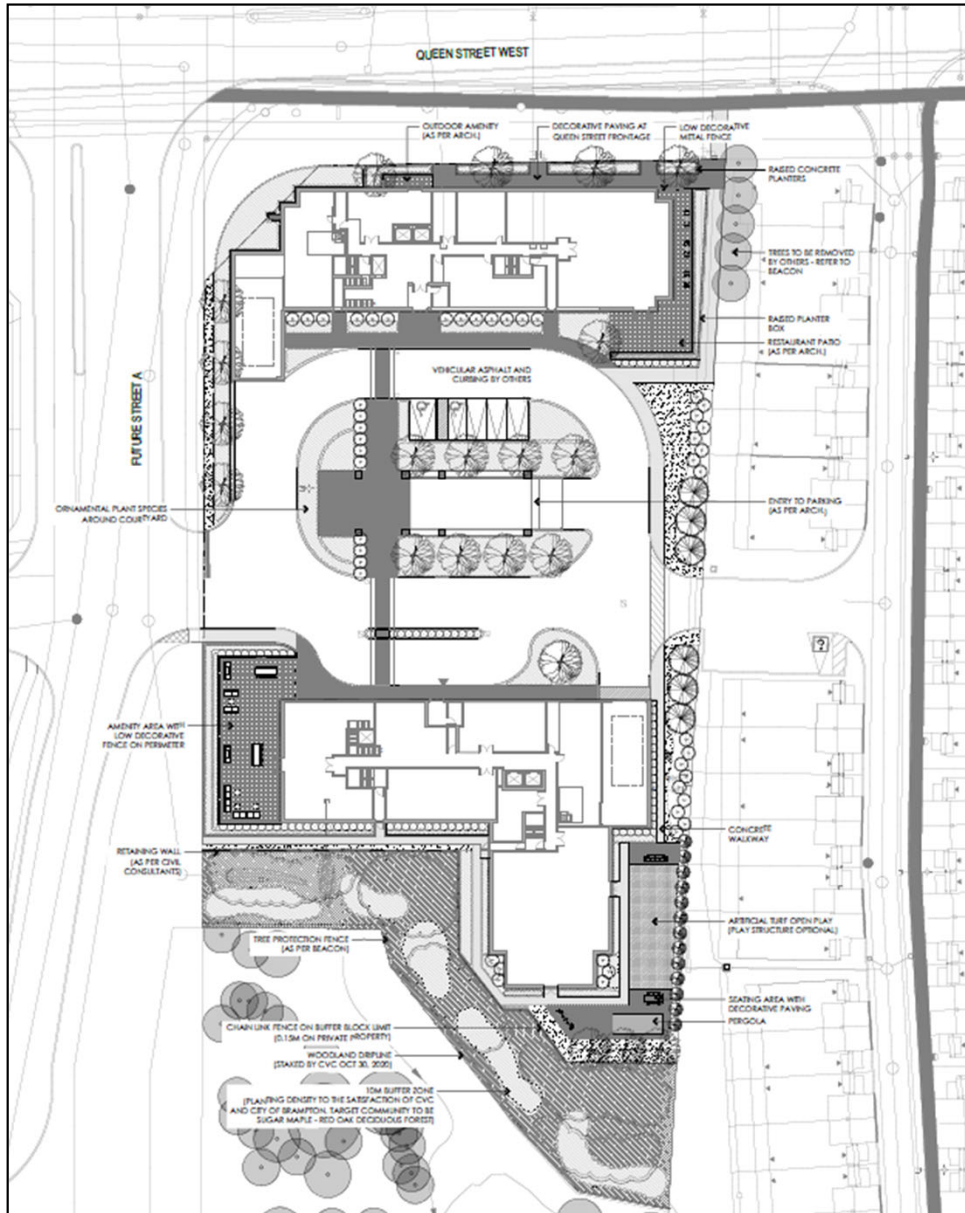 QUEEN STREET WEST
OUTDOOR AMENITY
(AS PER ARCH.)
DECORATIVE PAVING AT
QUEEN STREET FRONTAGE
LOW DECORATIVE
METAL FENCE
RAISED CONCRETE
PLANTERS
TREES TO BE REMOVED
BY OTHERS - REFER TO
BEACON
RAISED PLANTER
BOX
RESTAURANT PATIO
(AS PER ARCH.)
VEHICULAR ASPHALT AND
CURBING BY OTHERS
FUTURE STREET A
ORNAMENTAL PLANT SPECIES
AROUND COURTYARD
ENTRY TO PARKING
(AS PER ARCH.)
AMENITY AREA WITH
LOW DECORATIVE
FENCE ON PERIMETER
RETAINING WALL
(AS PER CIVIL
CONSULTANTS)
CONCRETE
WALKWAY
TREE PROTECTION FENCE
(AS PER BEACON)
ARTIFICIAL TURF OPEN PLAY
(PLAY STRUCTURE OPTIONAL)
SEATING AREA WITH
DECORATIVE PAVING
PERGOLA
CHAIN LINK FENCE ON BUFFER BLOCK LIMIT
(0.15M ON PRIVATE PROPERTY)
WOODLAND DRIPLINE
(STAKED BY CVC OCT 30, 2020)
10M BUFFER ZONE
(PLANTING DENSITY TO THE SATISFACTION OF CVC
AND CITY OF BRAMPTON. TARGET COMMUNITY TO BE
SUGAR MAPLE - RED OAK DECIDUOUS FOREST)
?